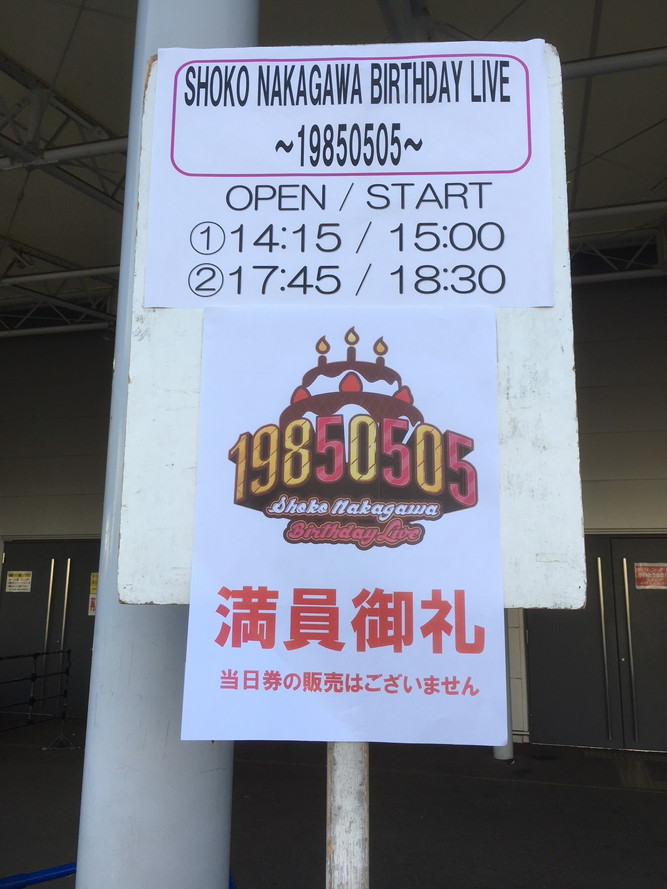 SHOKO NAKAGAWA BIRTHDAY LIVE
~19850505~
OPEN / START
①14:15 / 15:00
②17:45 / 18:30
19850505
Shoko Nakagawa
Birthday Live
満員御礼
当日券の販売はございません